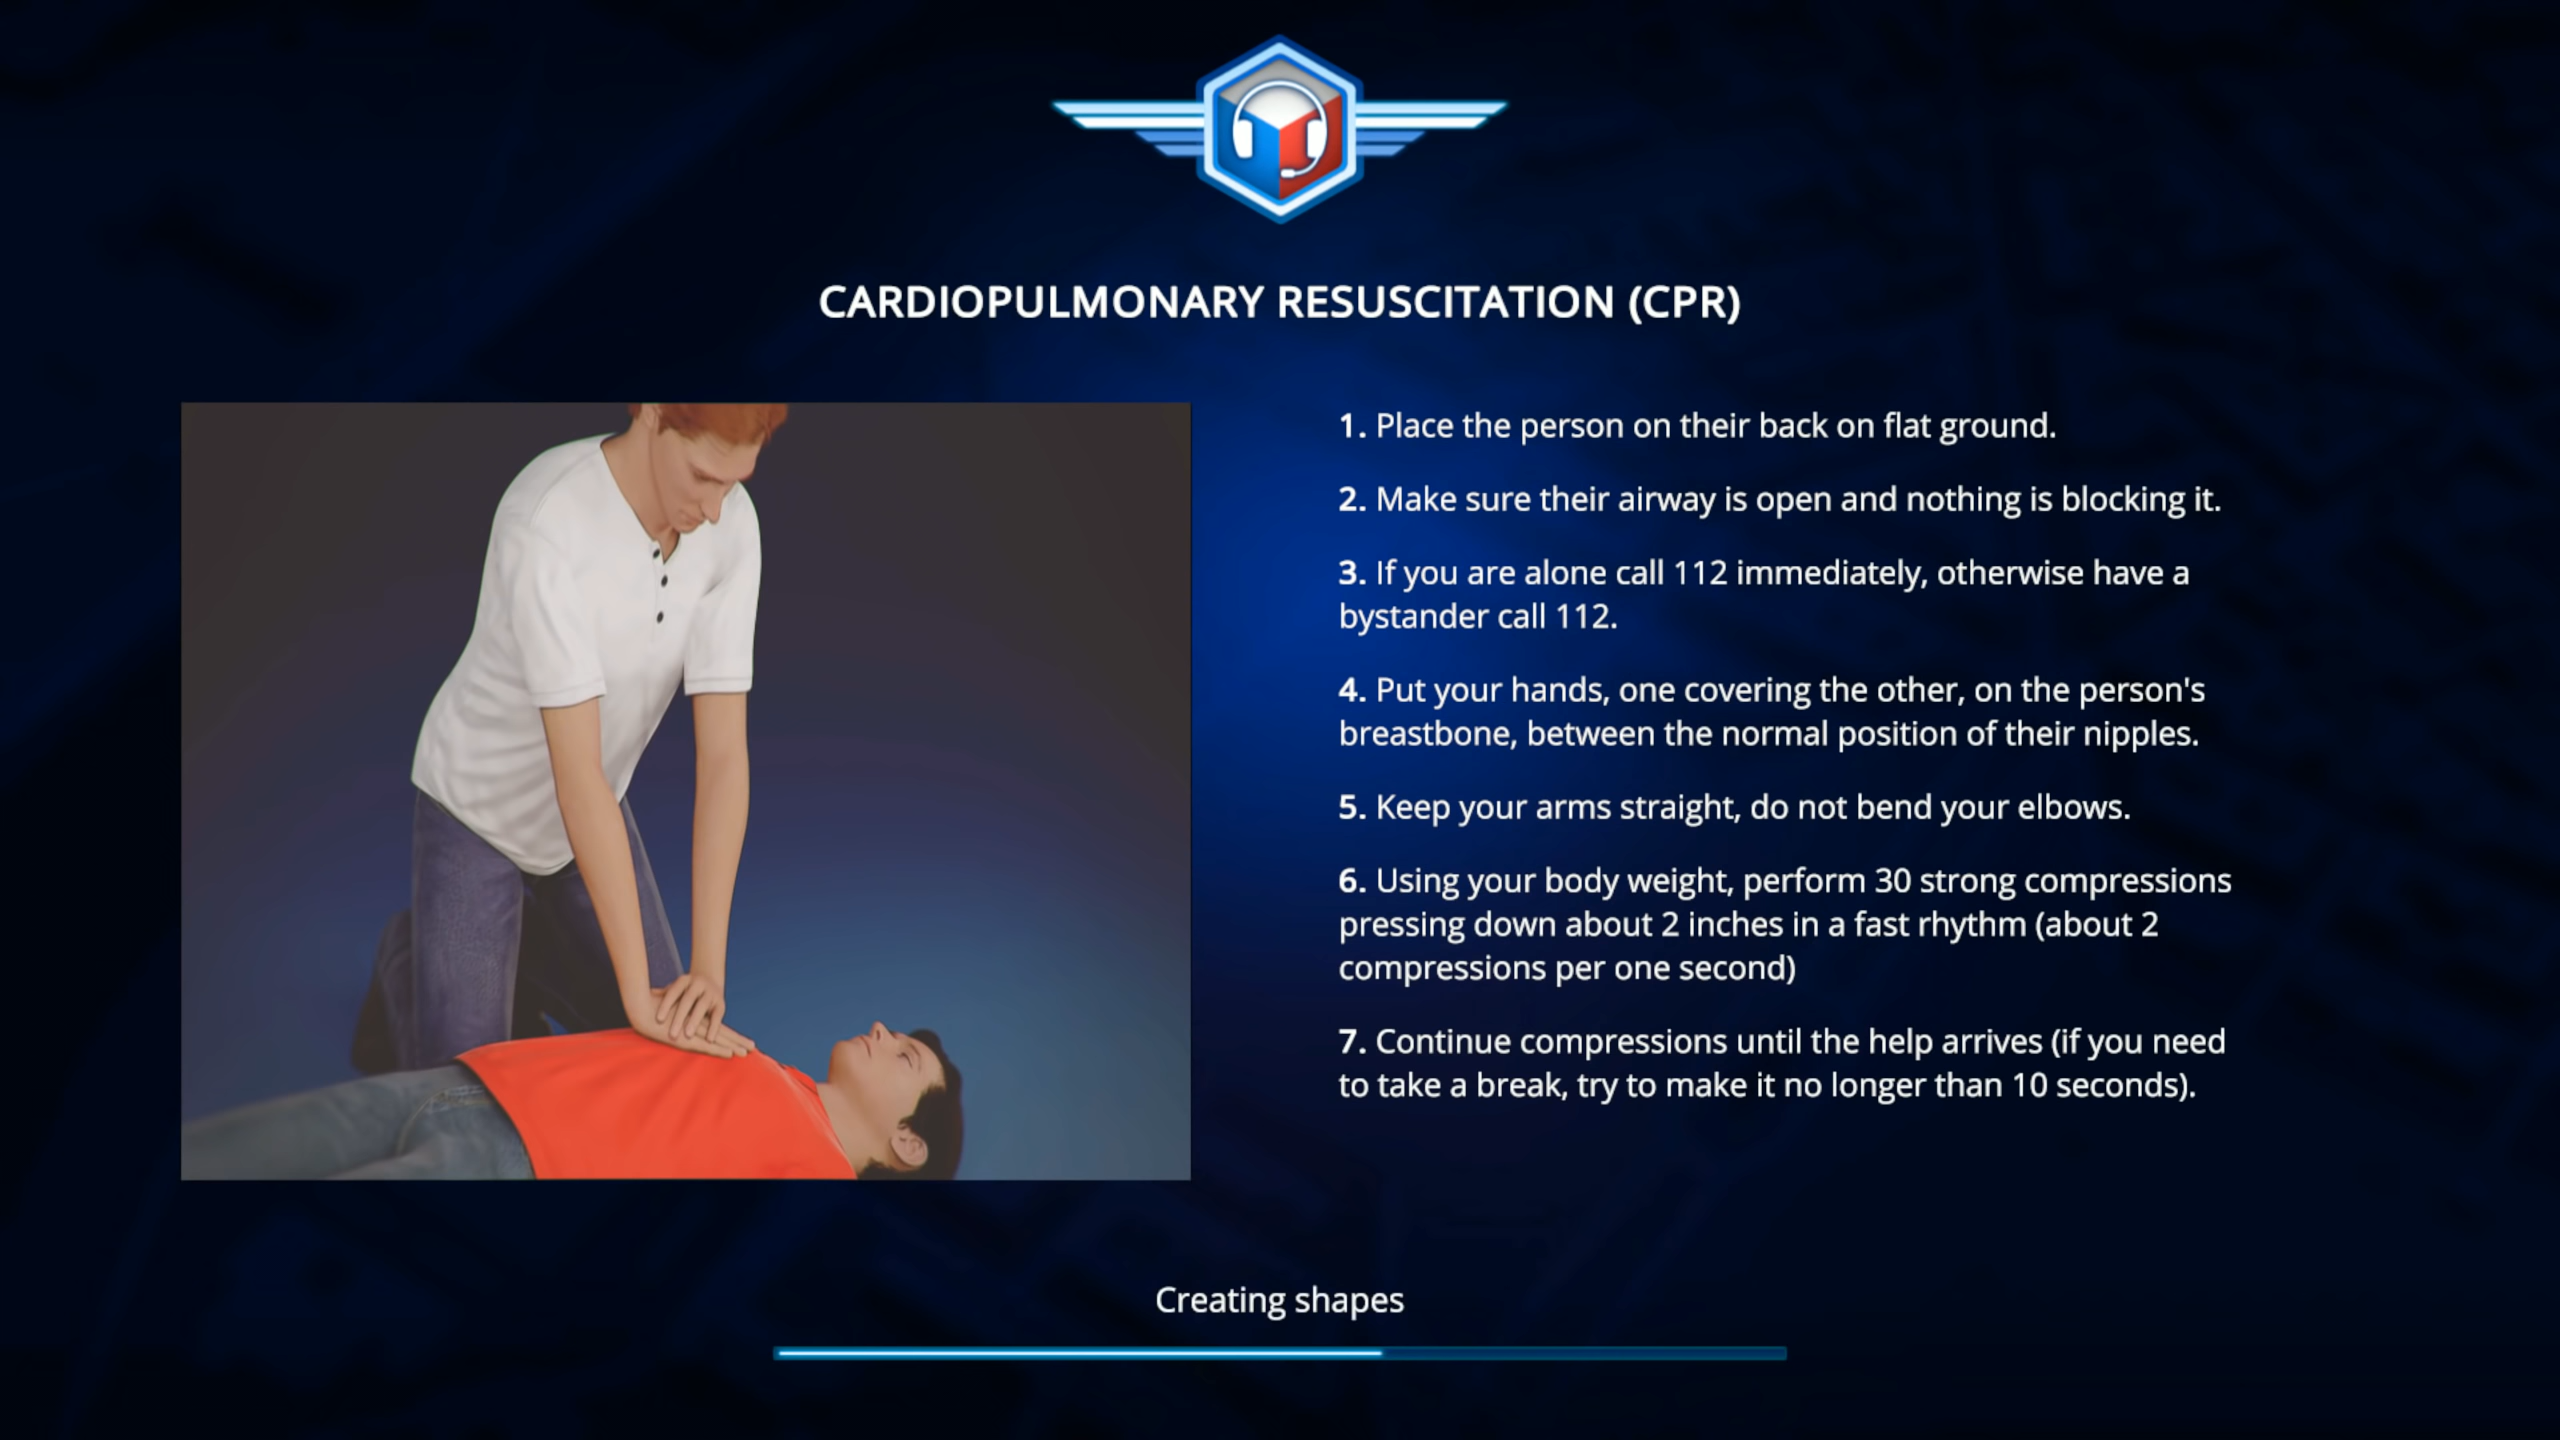 CARDIOPULMONARY RESUSCITATION (CPR)
1. Place the person on their back on flat ground.
2. Make sure their airway is open and nothing is blocking it.
3. If you are alone call 112 immediately, otherwise have a
bystander call 112.
4. Put your hands, one covering the other, on the person's
breastbone, between the normal position of their nipples.
5. Keep your arms straight, do not bend your elbows.
6. Using your body weight, perform 30 strong compressions
pressing down about 2 inches in a fast rhythm (about 2
compressions per one second)
7. Continue compressions until the help arrives (if you need
to take a break, try to make it no longer than 10 seconds).
Creating shapes